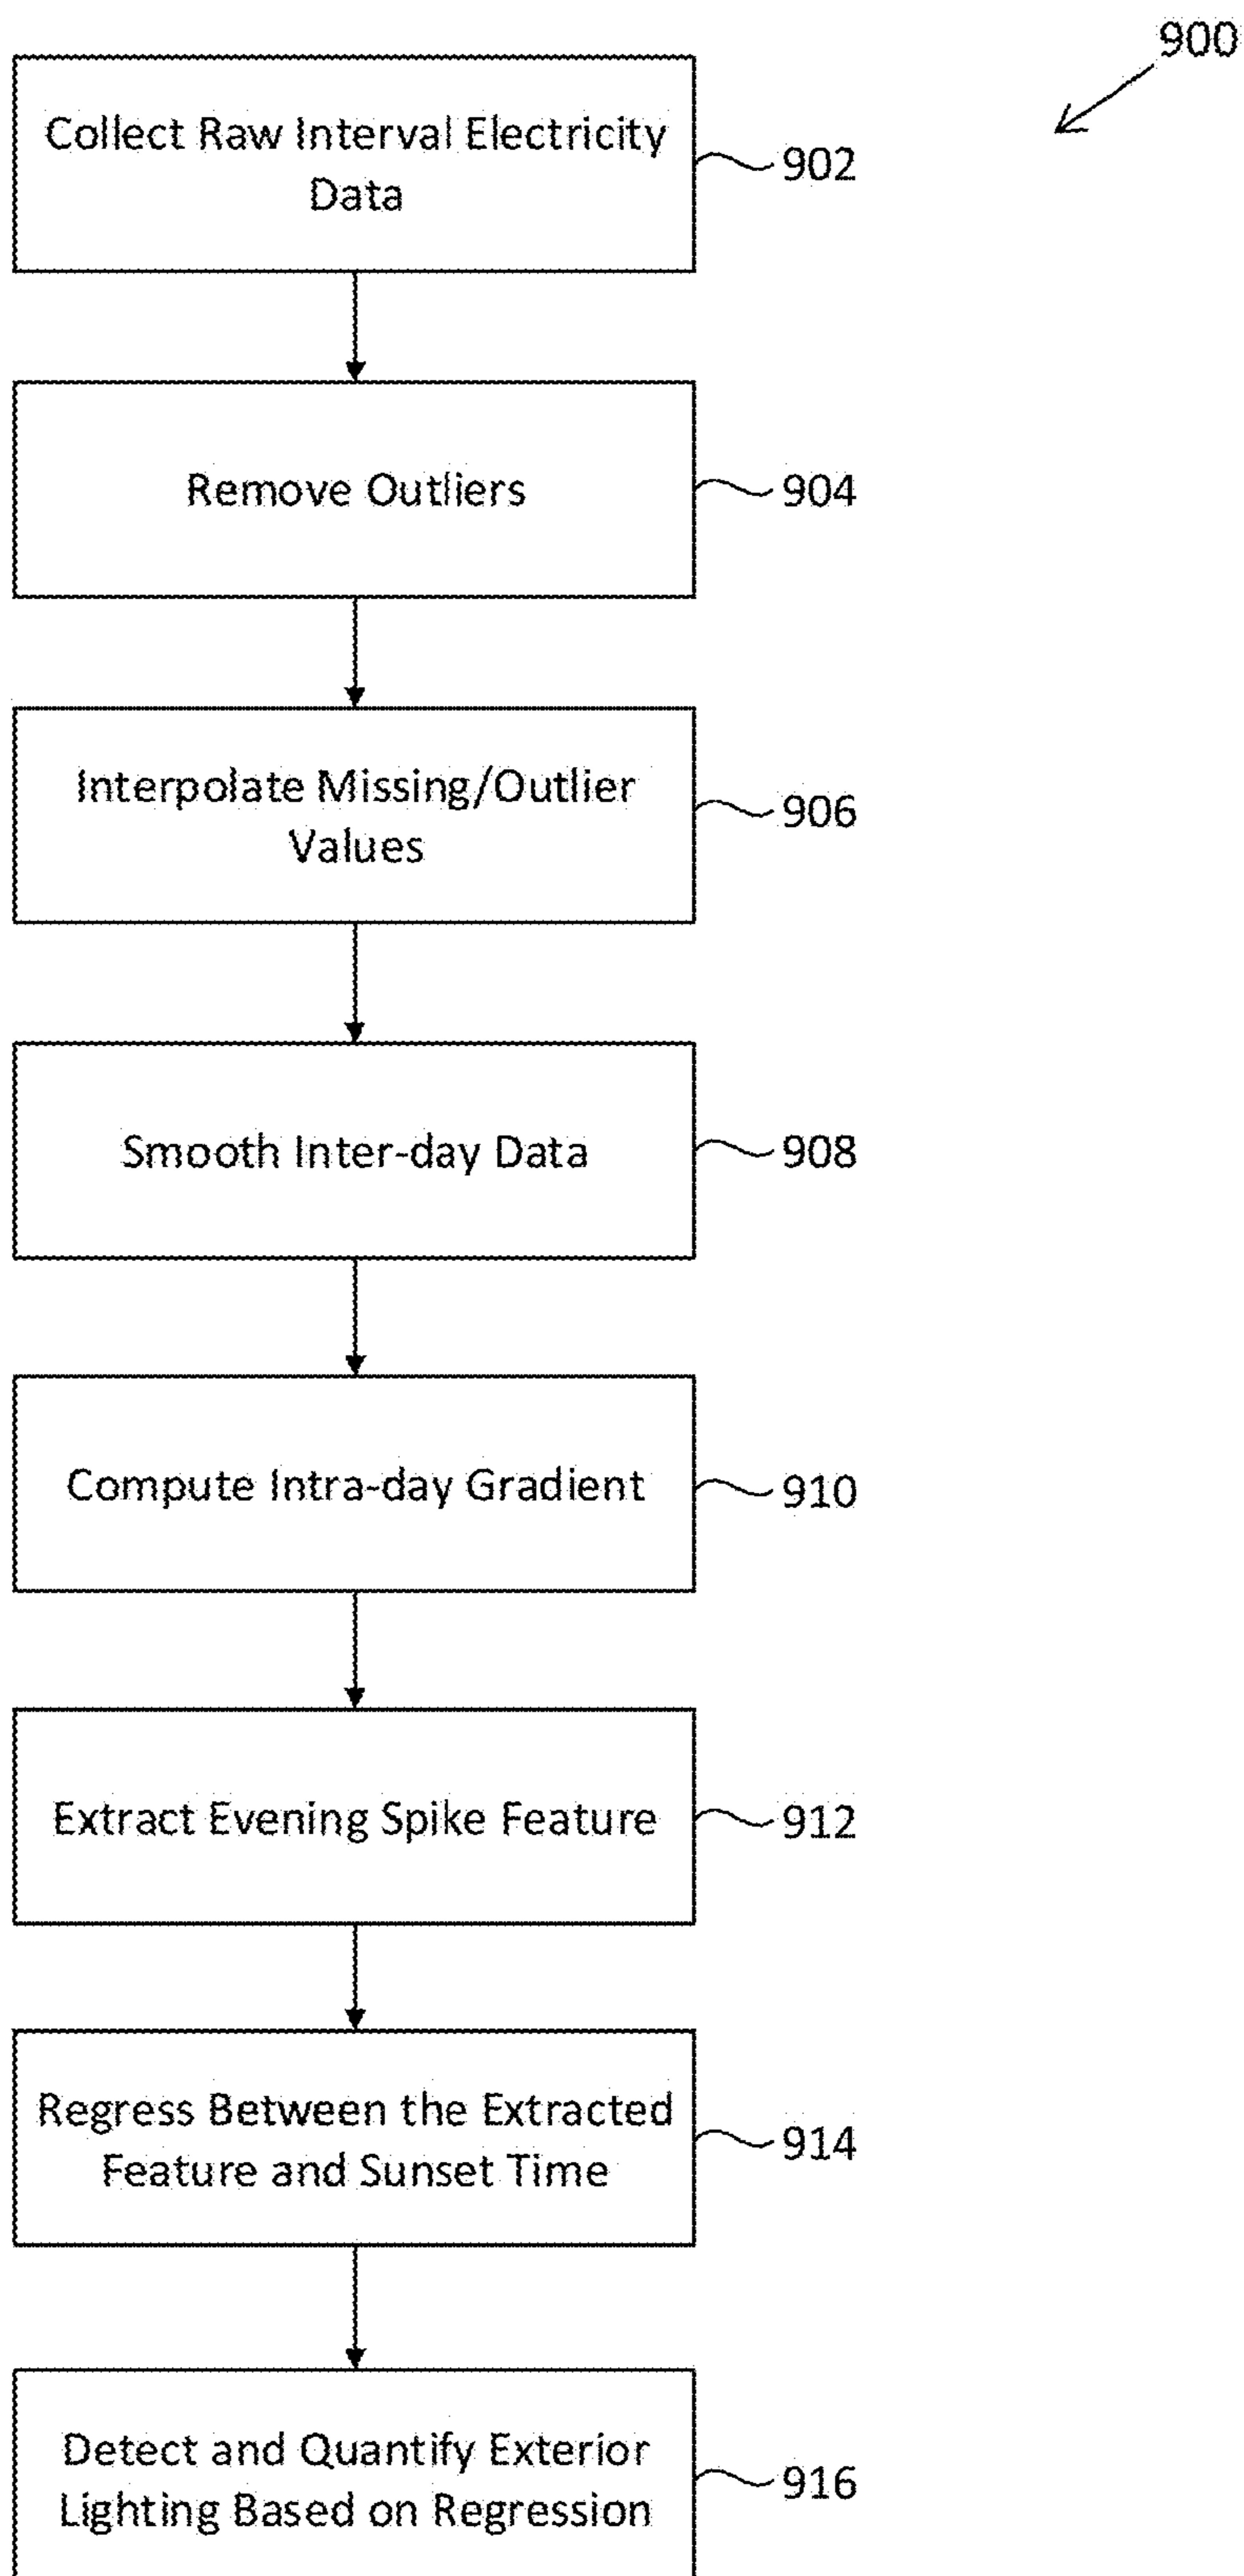 900
Collect Raw Interval Electricity
Data
902
Remove Outliers
904
Interpolate Missing/Outlier
Values
906
Smooth Inter-day Data
908
Compute Intra-day Gradient
910
Extract Evening Spike Feature
912
Regress Between the Extracted
Feature and Sunset Time
914
Detect and Quantify Exterior
Lighting Based on Regression
916